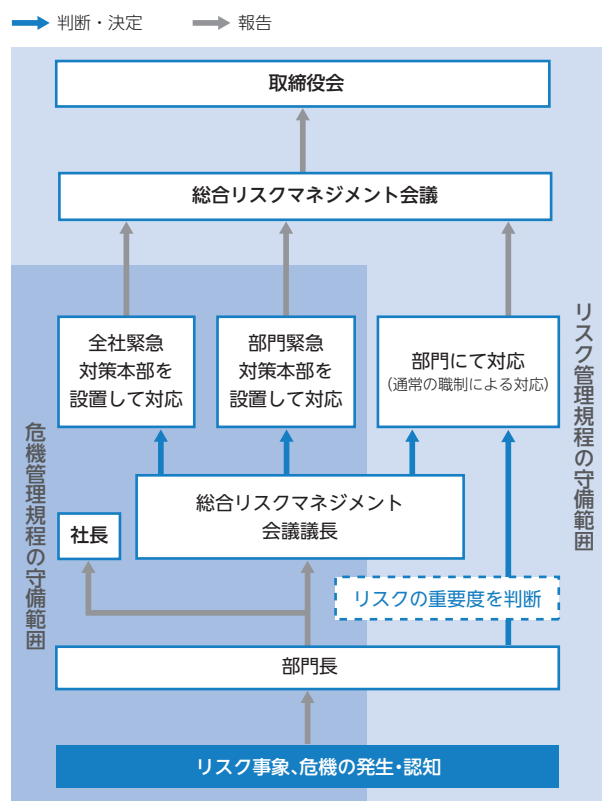 判断・決定
報告
取締役会
総合リスクマネジメント会議
全社緊急
対策本部を
設置して対応
部門緊急
対策本部を
設置して対応
部門にて対応
(通常の職制による対応)
リスク管理規程の守備範囲
危機管理規程の守備範囲
総合リスクマネジメント
会議議長
社長
リスクの重要度を判断
部門長
リスク事象、危機の発生・認知